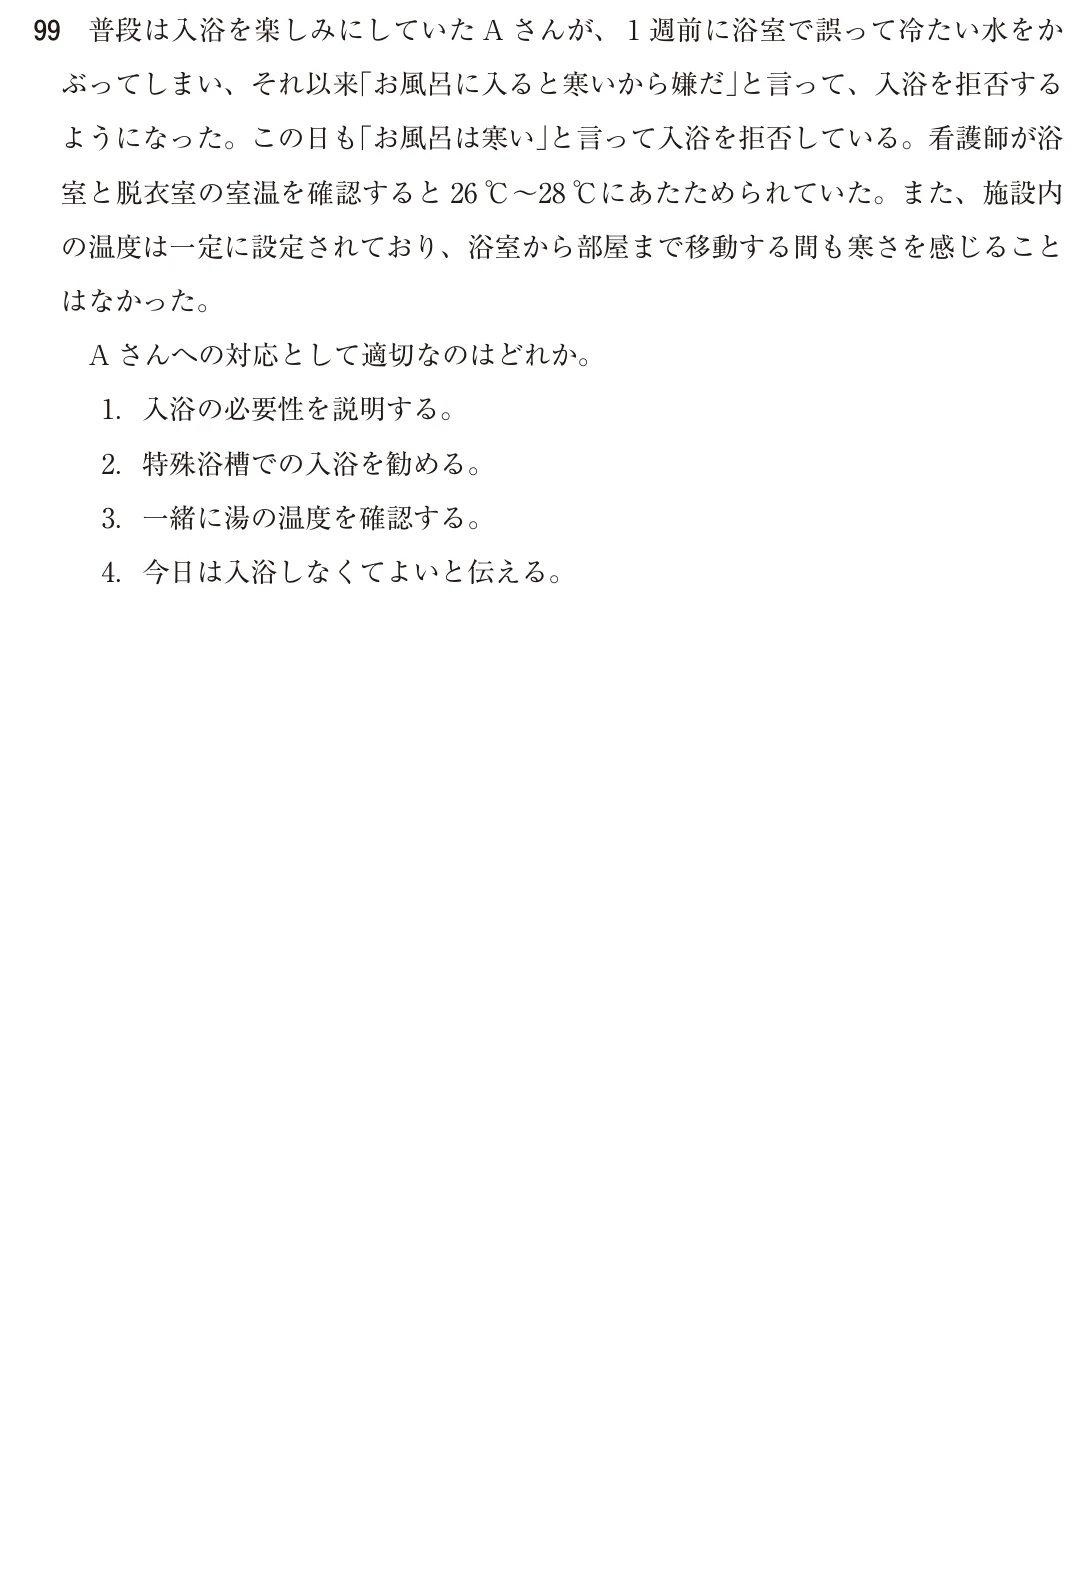 99 普段は入浴を楽しみにしていた A さんが、1 週前に浴室で誤って冷たい水をか
ぶってしまい、それ以来「お風呂に入ると寒いから嫌だ」と言って、入浴を拒否する
ようになった。この日も「お風呂は寒い」と言って入浴を拒否している。看護師が浴
室と脱衣室の室温を確認すると 26 ℃〜28 ℃にあたためられていた。また、施設内
の温度は一定に設定されており、浴室から部屋まで移動する間も寒さを感じること
はなかった。
A さんへの対応として適切なのはどれか。
1. 入浴の必要性を説明する。
2. 特殊浴槽での入浴を勧める。
3. 一緒に湯の温度を確認する。
4. 今日は入浴しなくてよいと伝える。